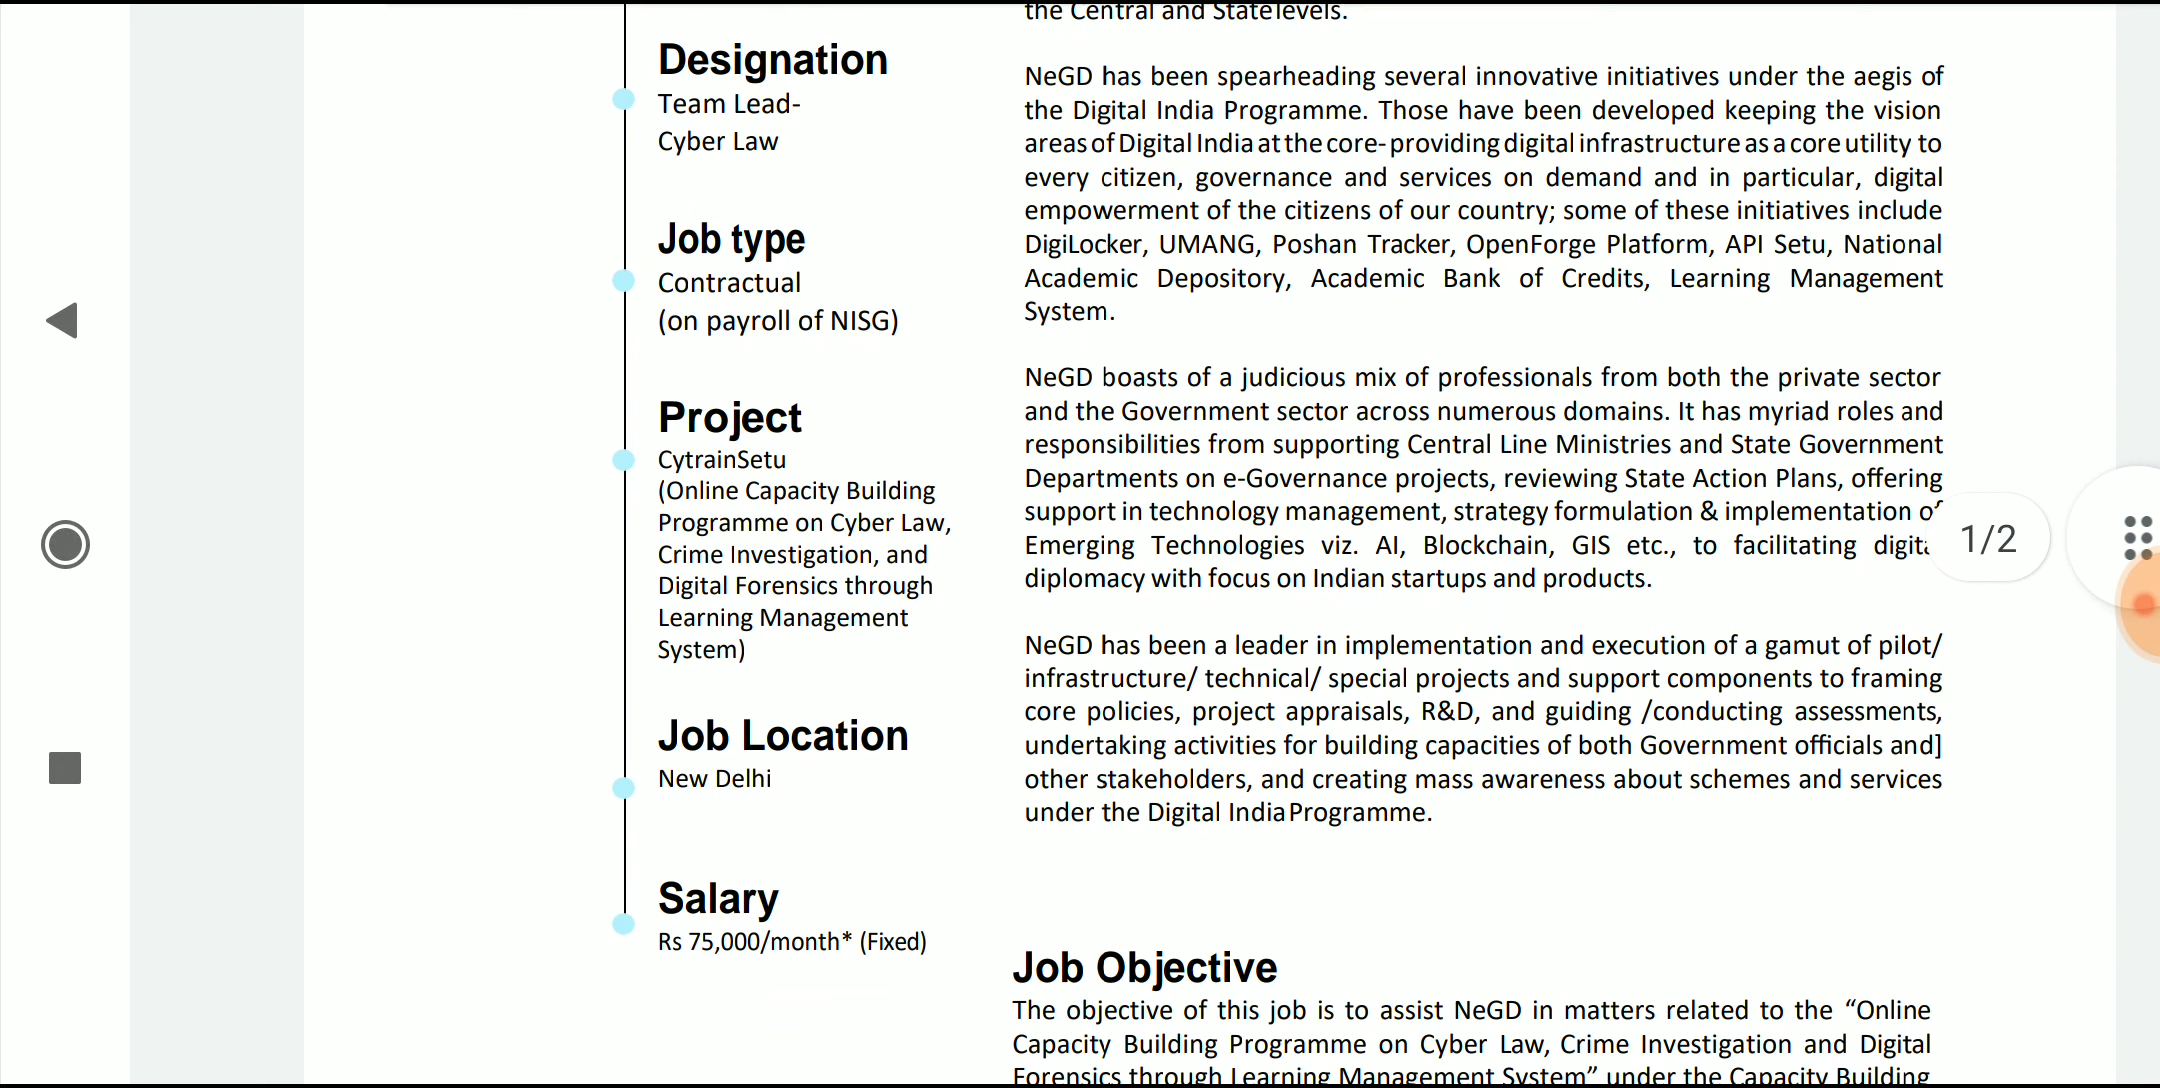 Designation
Team Lead-
Cyber Law
Job type
Contractual
(on payroll of NISG)
Project
CytrainSetu
(Online Capacity Building
Programme on Cyber Law,
Crime Investigation, and
Digital Forensics through
Learning Management
System)
Job Location
New Delhi
Salary
Rs 75,000/month* (Fixed)
the Central and State levels.
NeGD has been spearheading several innovative initiatives under the aegis of
the Digital India Programme. Those have been developed keeping the vision
areas of Digital India at the core- providing digital infrastructure as a core utility to
every citizen, governance and services on demand and in particular, digital
empowerment of the citizens of our country; some of these initiatives include
DigiLocker, UMANG, Poshan Tracker, OpenForge Platform, API Setu, National
Academic Depository, Academic Bank of Credits, Learning Management
System.
NeGD boasts of a judicious mix of professionals from both the private sector
and the Government sector across numerous domains. It has myriad roles and
responsibilities from supporting Central Line Ministries and State Government
Departments on e-Governance projects, reviewing State Action Plans, offering
support in technology management, strategy formulation & implementation of
Emerging Technologies viz. AI, Blockchain, GIS etc., to facilitating
diplomacy with focus on Indian startups and products.
NeGD has been a leader in implementation and execution of a gamut of pilot/
infrastructure/ technical/ special projects and support components to framing
core policies, project appraisals, R&D, and guiding /conducting assessments,
undertaking activities for building capacities of both Government officials and]
other stakeholders, and creating mass awareness about schemes and services
under the Digital India Programme.
Job Objective
The objective of this job is to assist NeGD in matters related to the “Online
Capacity Building Programme on Cyber Law, Crime Investigation and Digital
Forensics through Learning Management System” under the Capacity Building
1/2